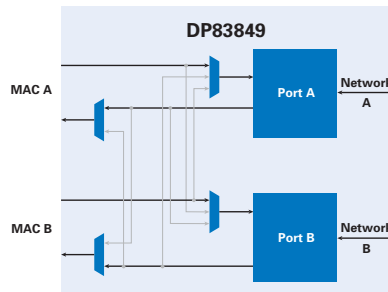 DP83849
MAC A
Port A
Network
A
MAC B
Port B
Network
B